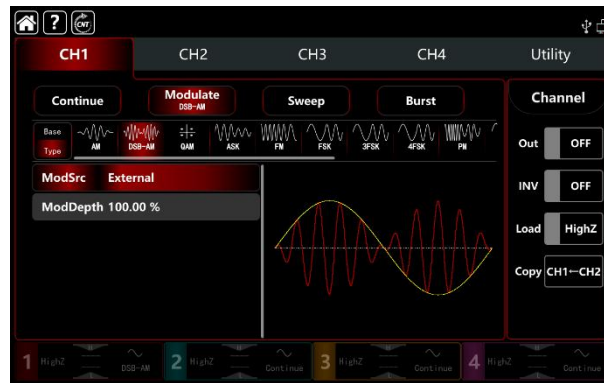 ? CNT
CH1 CH2 CH3 CH4 Utility
Continue Modulate DSB-AM Sweep Burst Channel
Base Type AM DSB-AM QAM ASK FM FSK 3FSK 4FSK PM
Out OFF
ModSrc External
INV OFF
ModDepth 100.00 %
Load HighZ
Copy CH1←CH2
1 HighZ DSB-AM 2 HighZ Continue 3 HighZ Continue 4 HighZ Continue